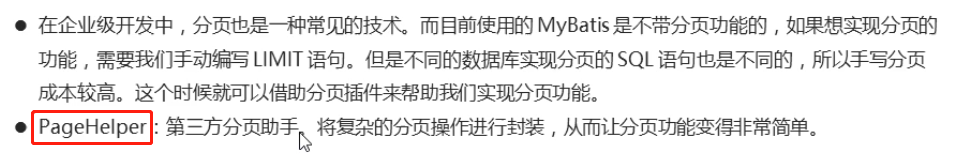 ● 在企业级开发中，分页也是一种常见的技术。而目前使用的 MyBatis 是不带分页功能的，如果想实现分页的
功能，需要我们手动编写 LIMIT 语句。但是不同的数据库实现分页的 SQL 语句也是不同的，所以手写分页
成本较高。这个时候就可以借助分页插件来帮助我们实现分页功能。
● PageHelper：第三方分页助手。将复杂的分页操作进行封装，从而让分页功能变得非常简单。